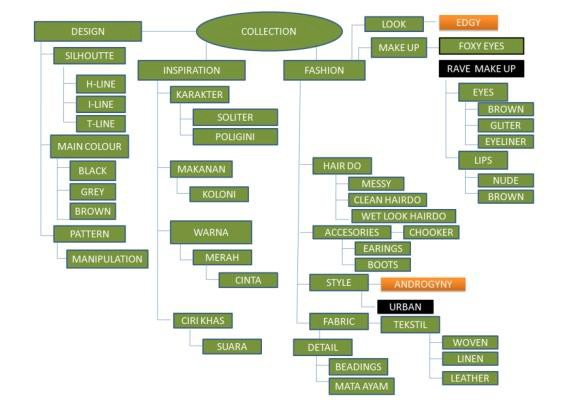 COLLECTION
DESIGN
SILHOUTTE
H-LINE
I-LINE
T-LINE
MAIN COLOUR
BLACK
GREY
BROWN
PATTERN
MANIPULATION
INSPIRATION
KARAKTER
SOLITER
POLIGINI
MAKANAN
KOLONI
WARNA
MERAH
CINTA
CIRI KHAS
SUARA
FASHION
LOOK
EDGY
MAKE UP
FOXY EYES
RAVE MAKE UP
EYES
BROWN
GLITER
EYELINER
LIPS
NUDE
BROWN
HAIR DO
MESSY
CLEAN HAIRDO
WET LOOK HAIRDO
ACCESORIES
CHOOKER
EARINGS
BOOTS
STYLE
ANDROGYNY
URBAN
FABRIC
TEKSTIL
WOVEN
LINEN
LEATHER
DETAIL
BEADINGS
MATA AYAM